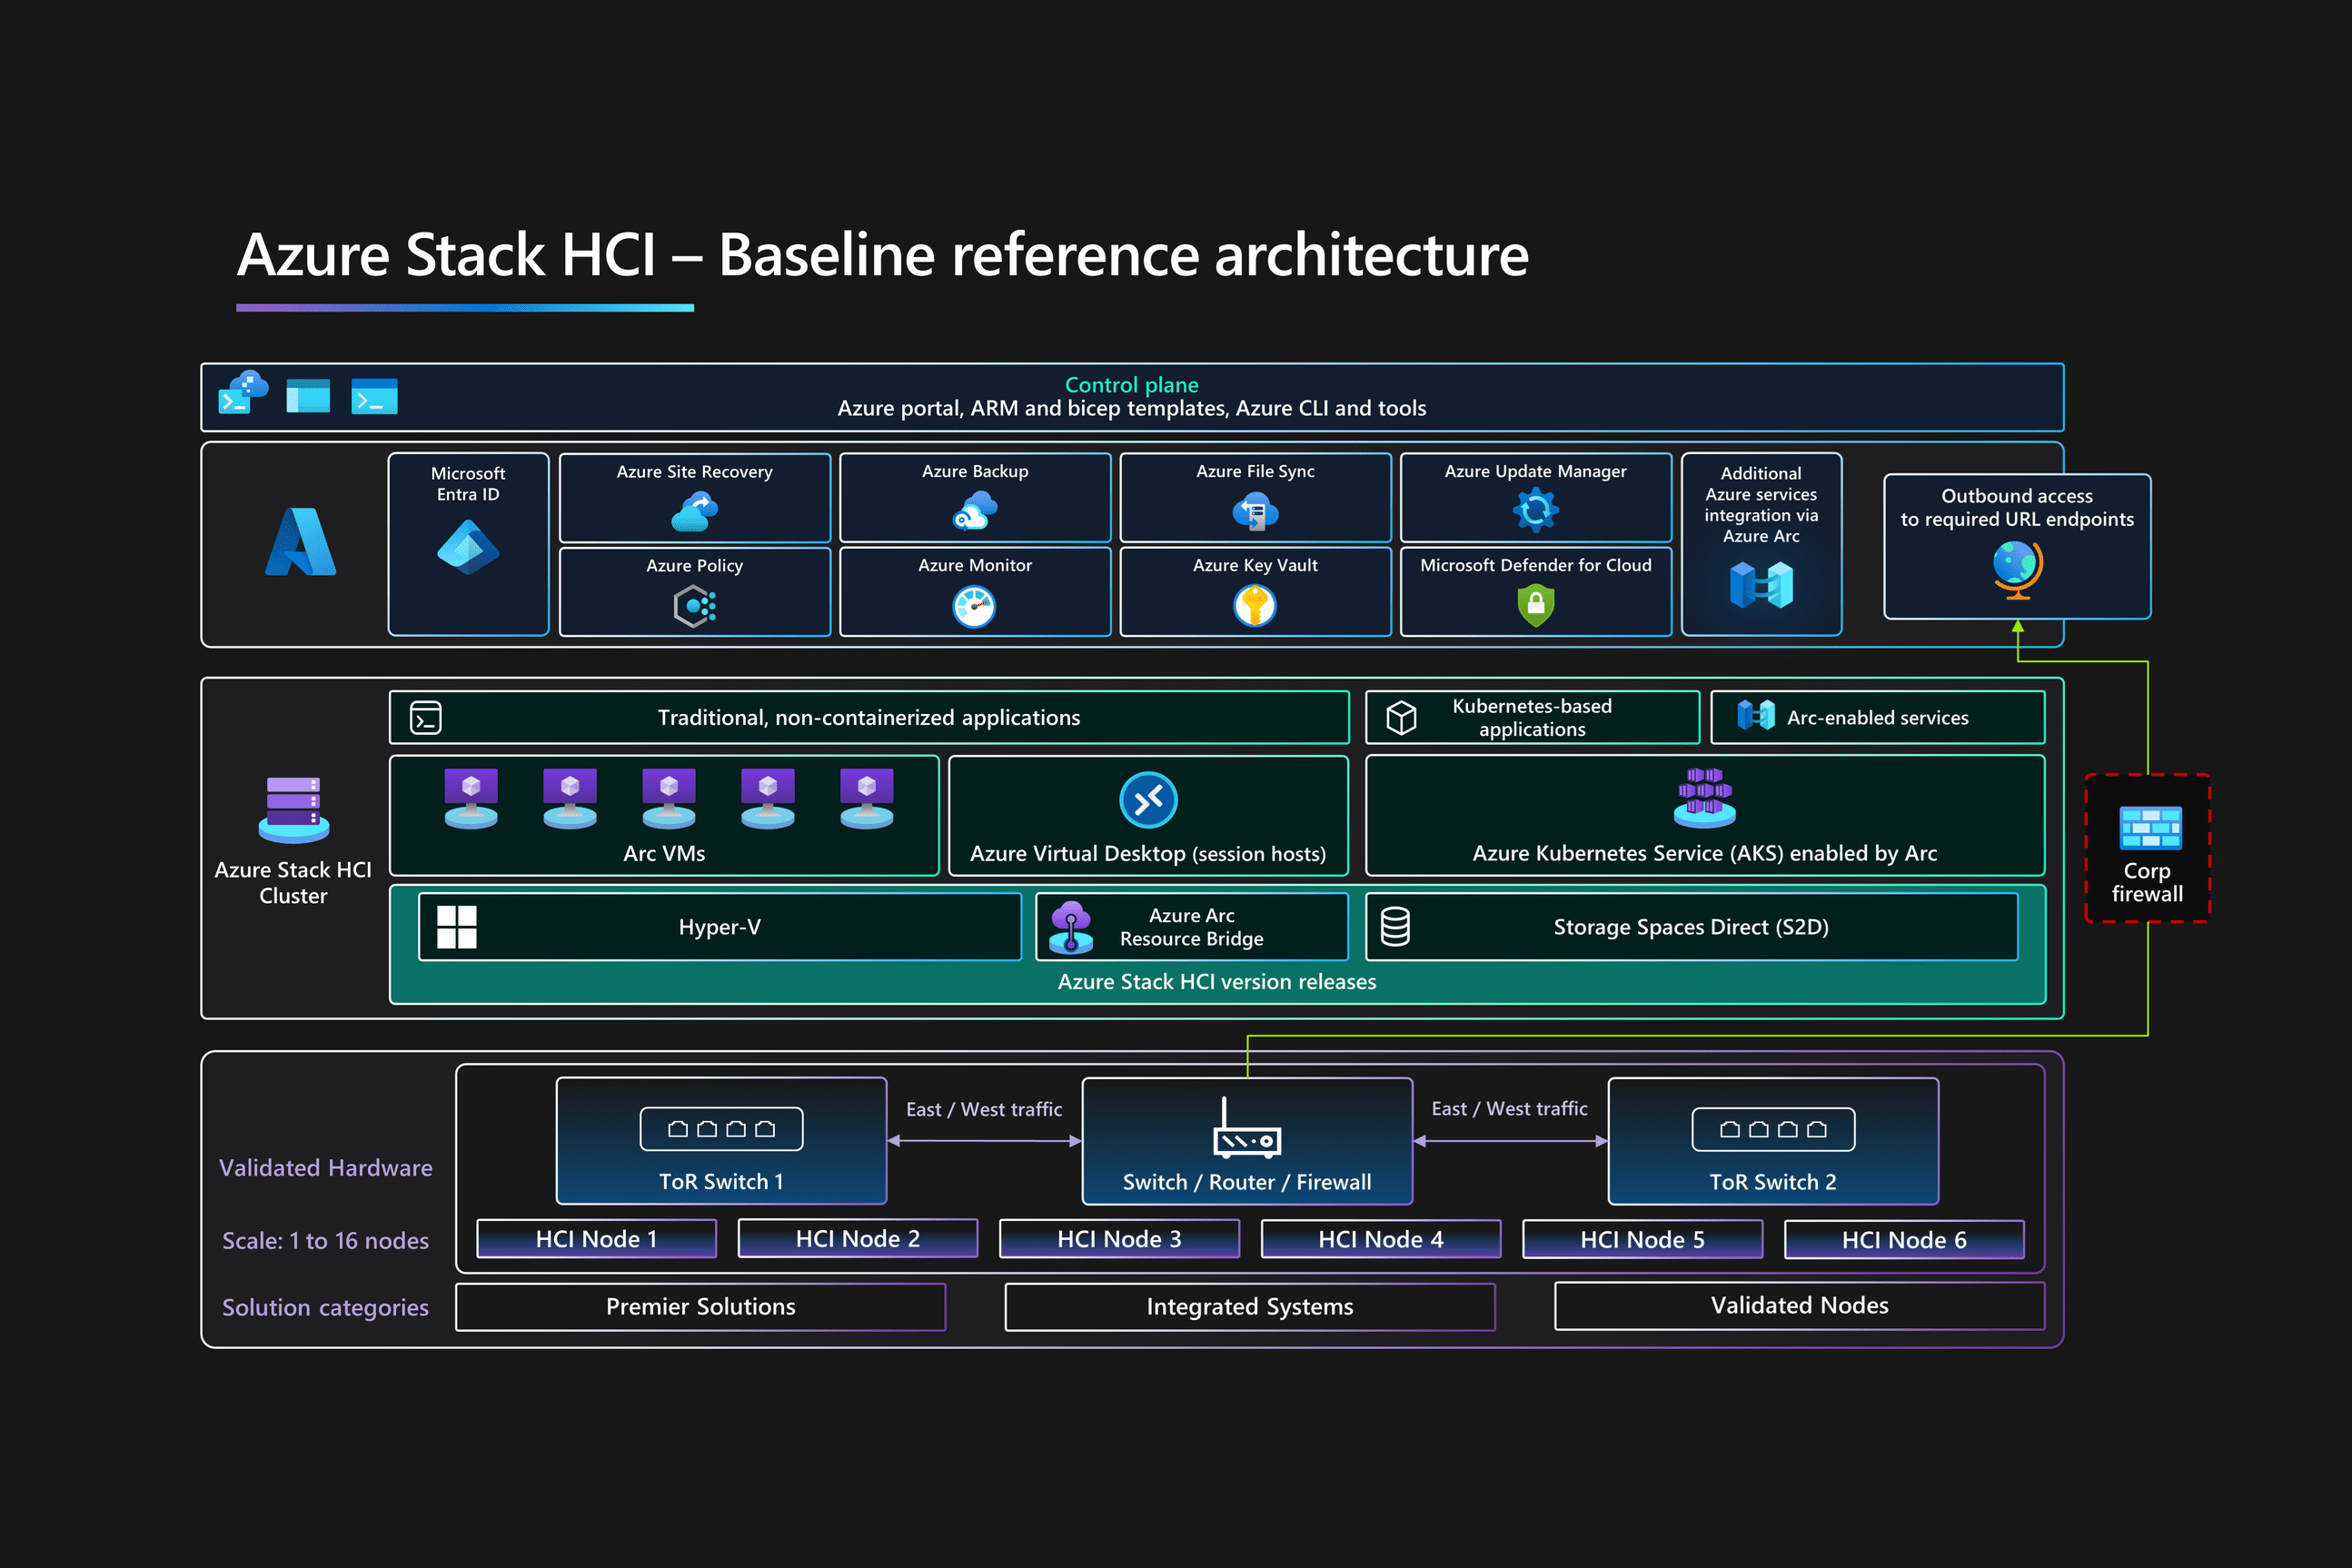 Azure Stack HCI – Baseline reference architecture
Control plane
Azure portal, ARM and bicep templates, Azure CLI and tools
Microsoft
Entra ID
Azure Site Recovery
Azure Backup
Azure File Sync
Azure Update Manager
Azure Policy
Azure Monitor
Azure Key Vault
Microsoft Defender for Cloud
Additional
Azure services
integration via
Azure Arc
Outbound access
to required URL endpoints
Azure Stack HCI
Cluster
Traditional, non-containerized applications
Kubernetes-based
applications
Arc-enabled services
Arc VMs
Azure Virtual Desktop (session hosts)
Azure Kubernetes Service (AKS) enabled by Arc
Hyper-V
Azure Arc
Resource Bridge
Storage Spaces Direct (S2D)
Azure Stack HCI version releases
Corp
firewall
Validated Hardware
ToR Switch 1
East / West traffic
Switch / Router / Firewall
East / West traffic
ToR Switch 2
Scale: 1 to 16 nodes
HCI Node 1
HCI Node 2
HCI Node 3
HCI Node 4
HCI Node 5
HCI Node 6
Solution categories
Premier Solutions
Integrated Systems
Validated Nodes